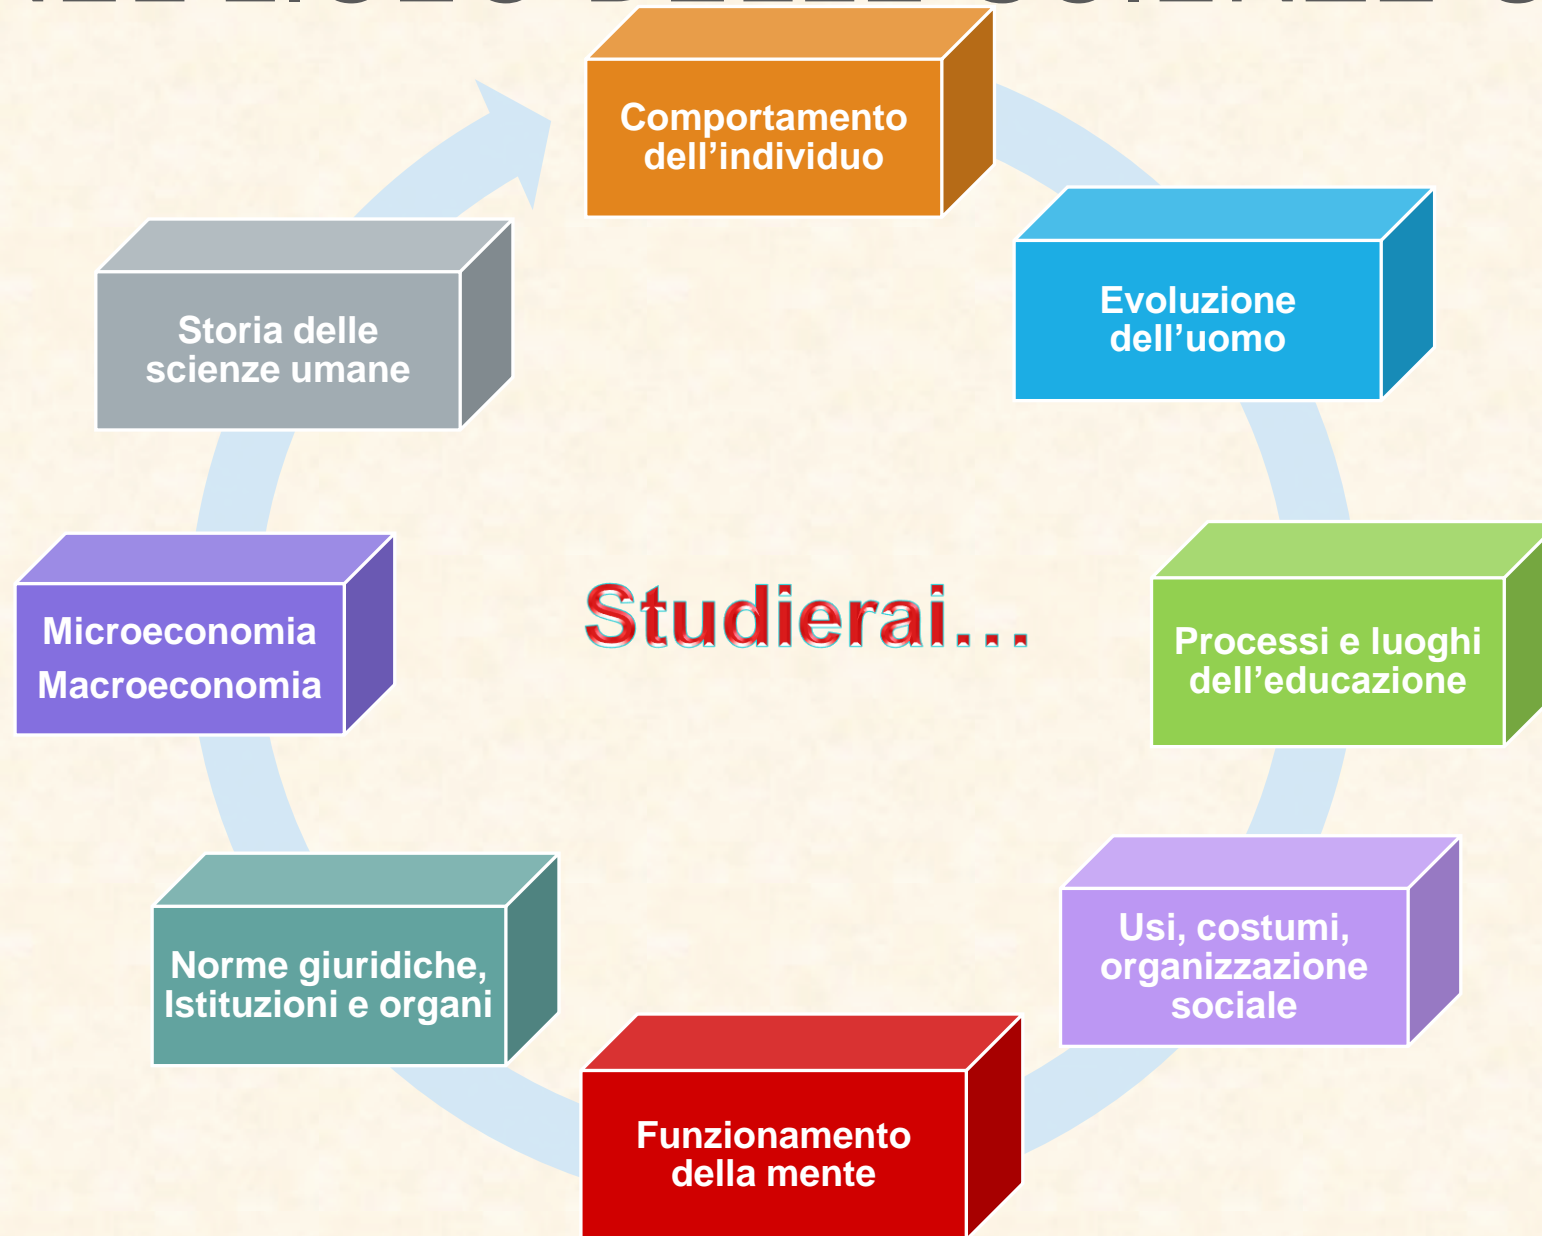 DELLE
Comportamento
dell’individuo
Evoluzione
dell’uomo
Storia delle
scienze umane
Studierai...
Microeconomia
Macroeconomia
Processi e luoghi
dell’educazione
Usi, costumi,
organizzazione
sociale
Norme giuridiche,
Istituzioni e organi
Funzionamento
della mente